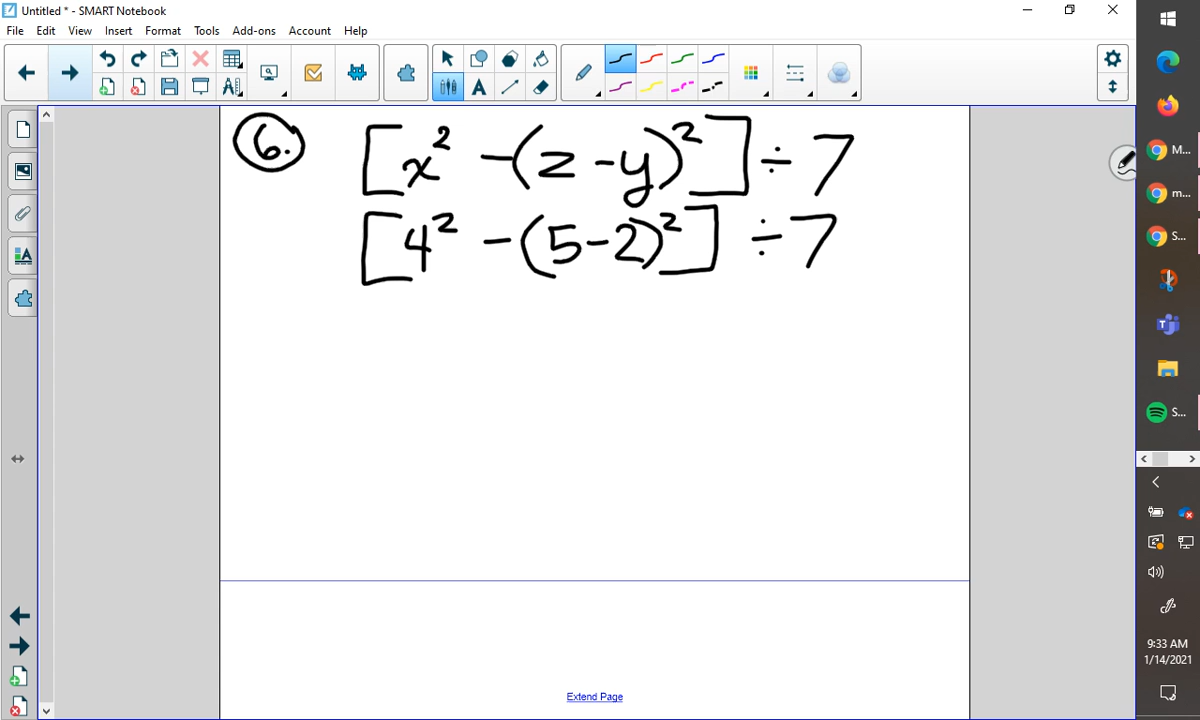 Untitled * - SMART Notebook
File Edit View Insert Format Tools Add-ons Account Help
6. [x² - (z - y)²] ÷ 7
[4² - (5 - 2)²] ÷ 7
Extend Page
M...
m...
S...
S...
9:33 AM
1/14/2021